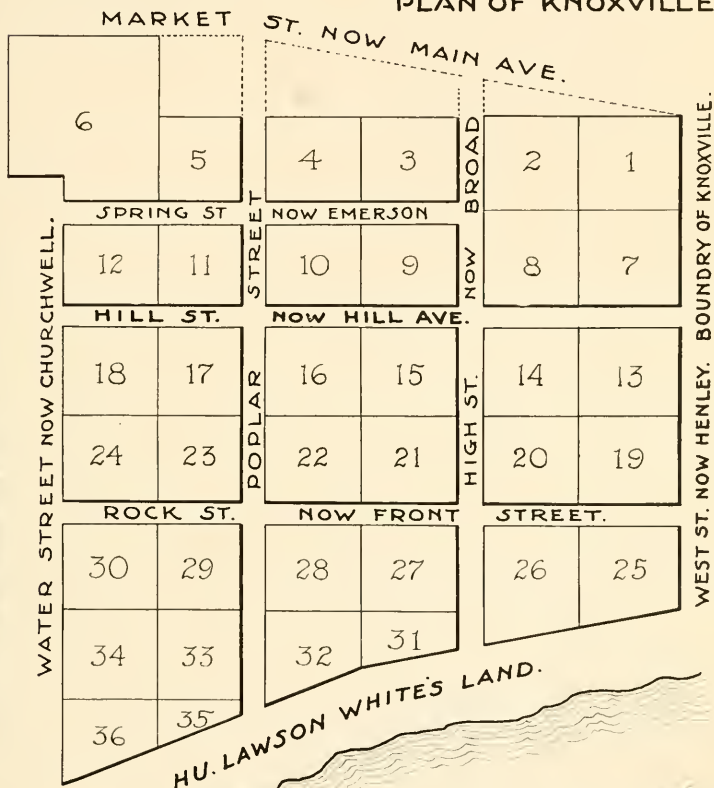 PLAN OF KNOXVILLE
MARKET ST. NOW MAIN AVE.
6
5
4 3
2 1
SPRING ST NOW EMERSON
12 11
10 9
8 7
HILL ST. NOW HILL AVE.
18 17
16 15
14 13
24 23
22 21
20 19
ROCK ST. NOW FRONT STREET.
30 29
28 27
26 25
34 33
32 31
36 35
WATER STREET NOW CHURCHWELL.
POPLAR STREET
HIGH ST. NOW BROAD
WEST ST. NOW HENLEY. BOUNDRY OF KNOXVILLE.
HU. LAWSON WHITE'S LAND.